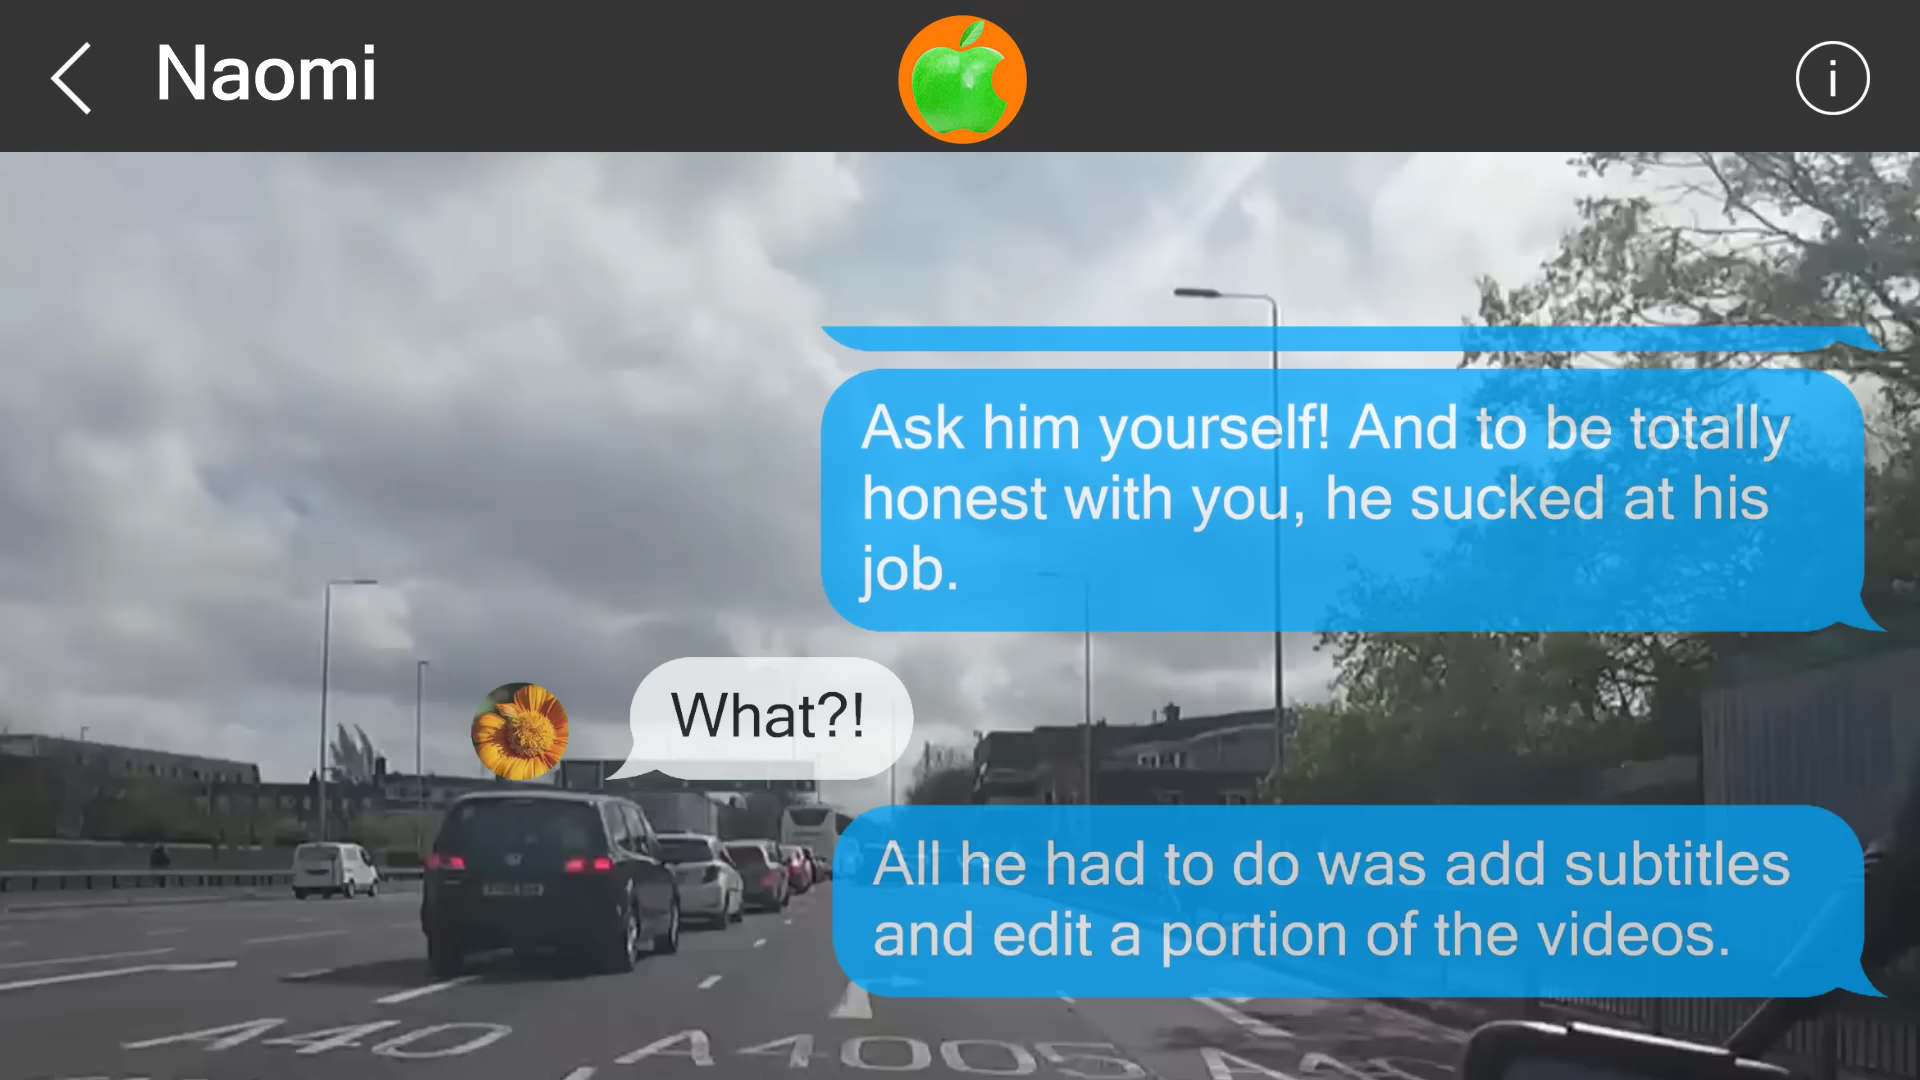 Naomi
i
Ask him yourself! And to be totally
honest with you, he sucked at his
job.
What?!
All he had to do was add subtitles
and edit a portion of the videos.
A40 A4005